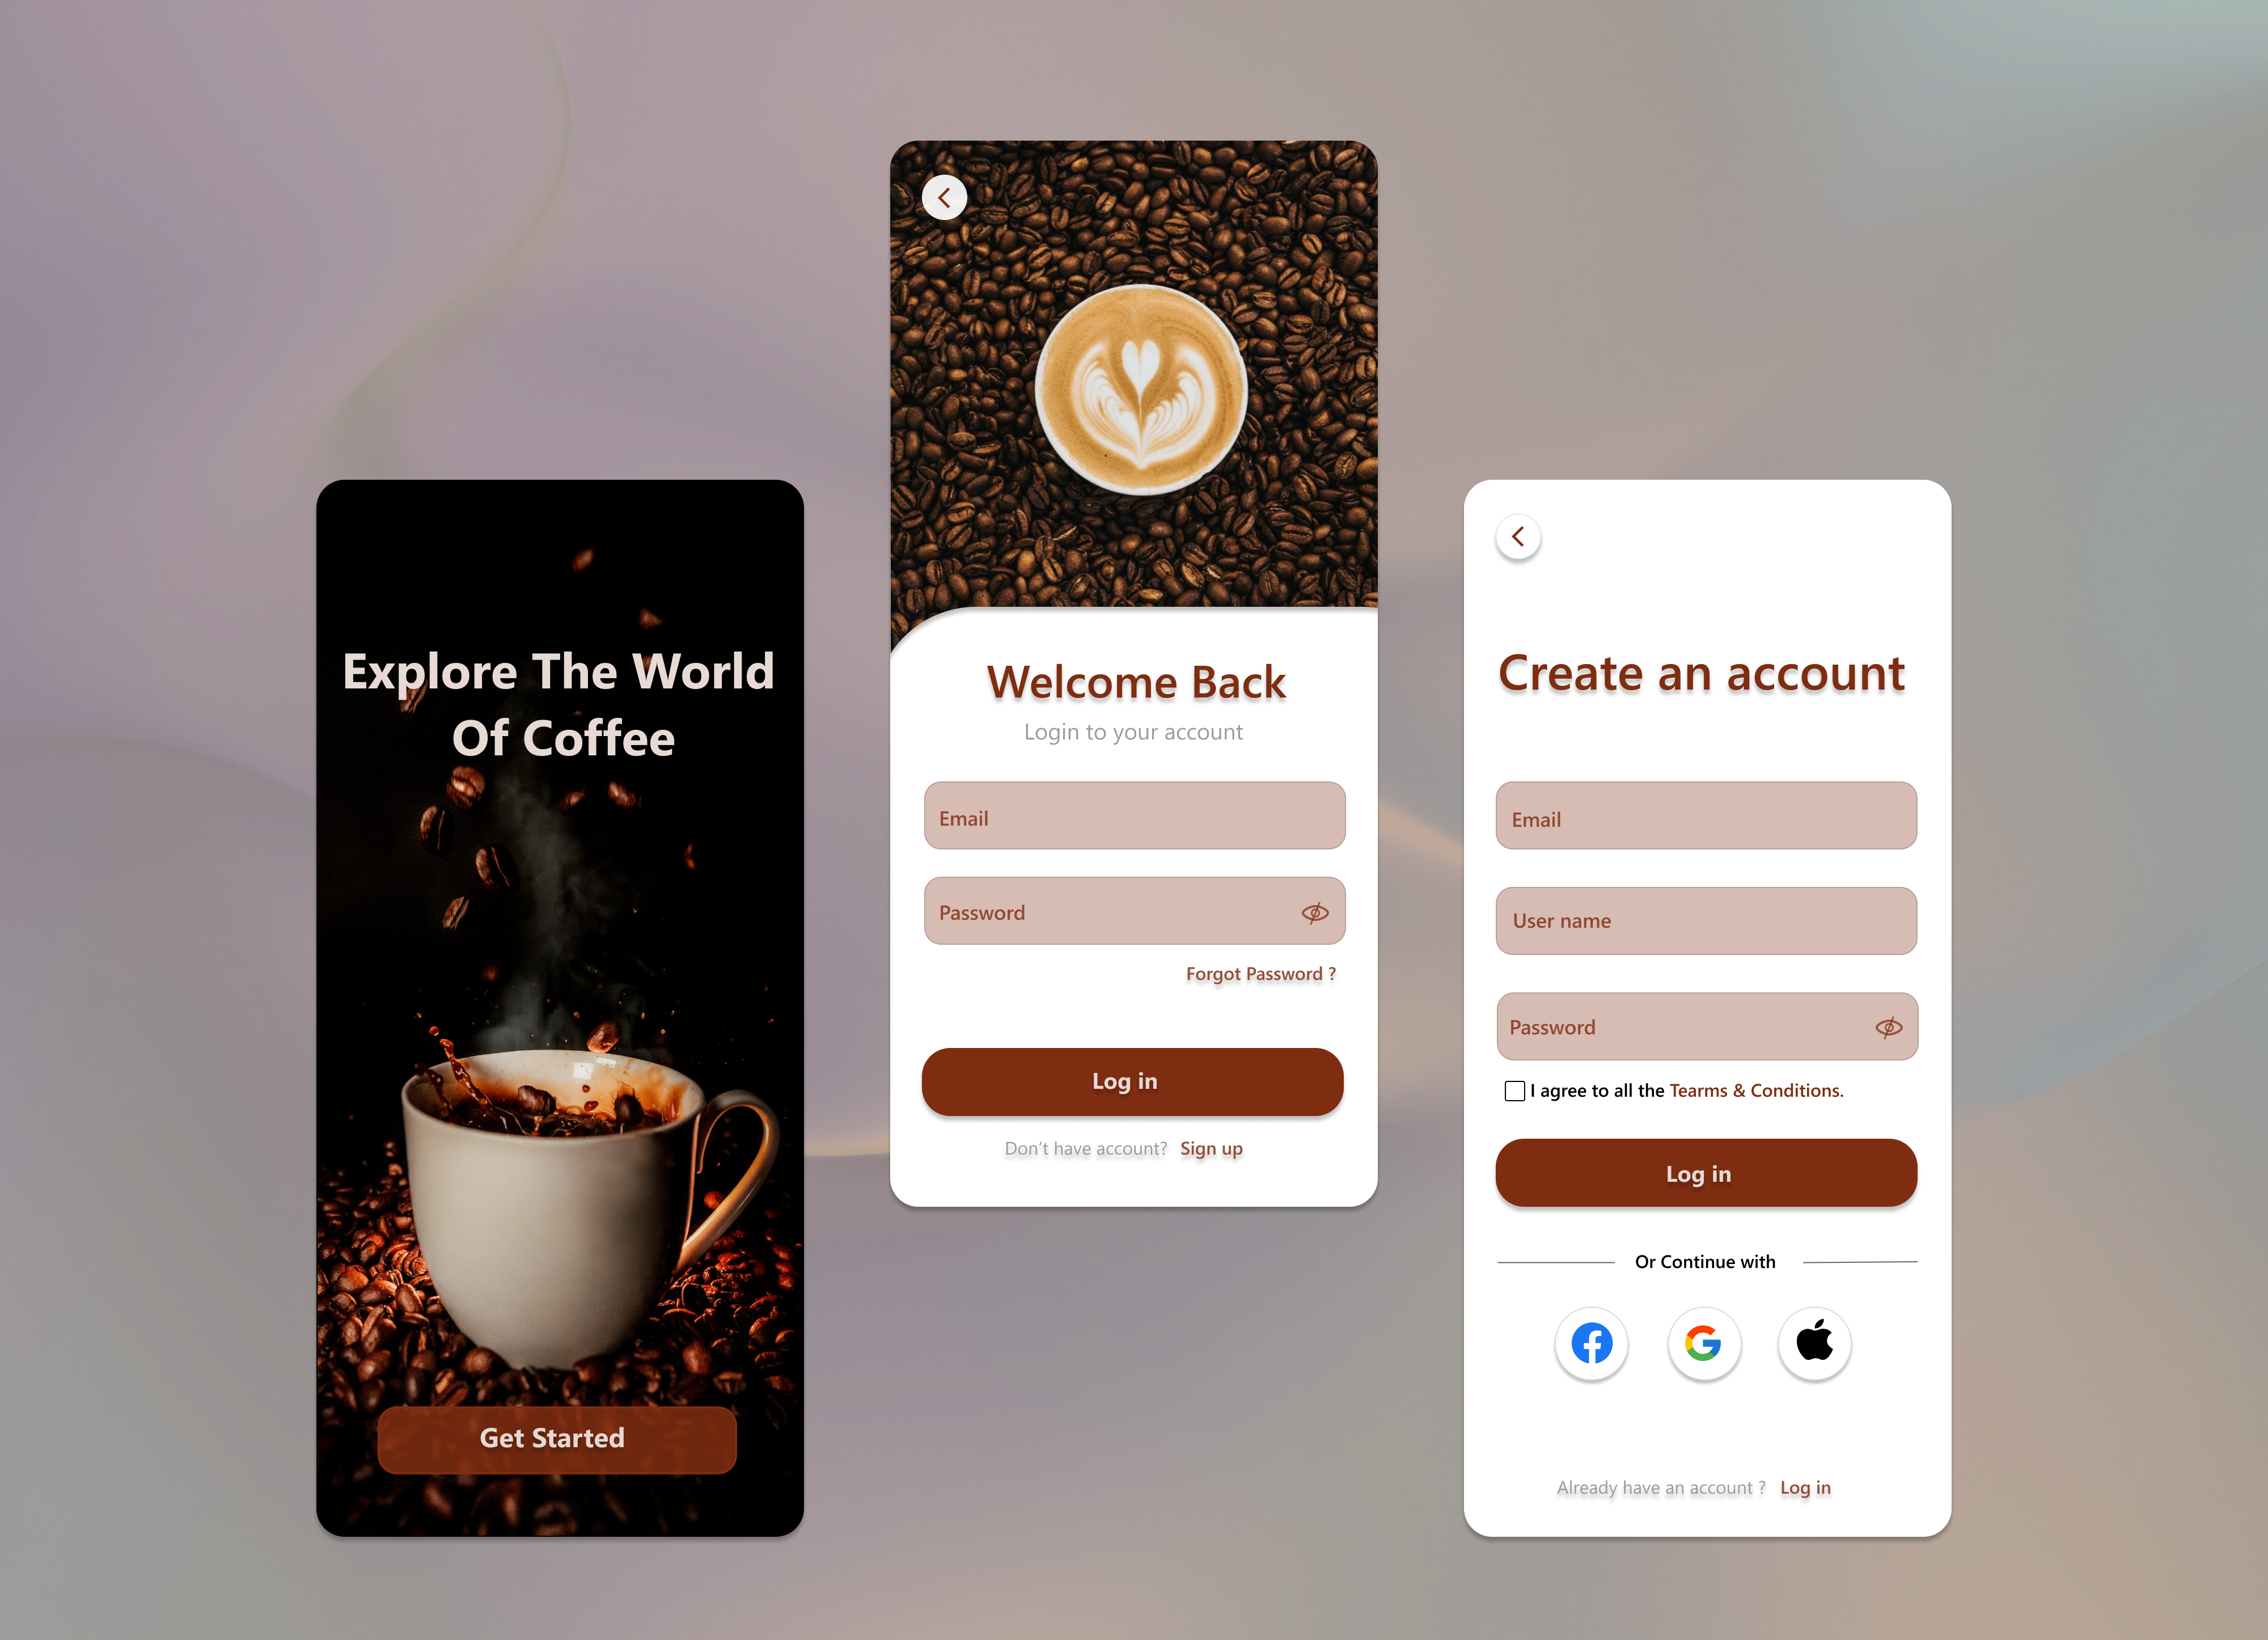 Explore The World
Of Coffee
Get Started
Welcome Back
Login to your account
Email
Password
Forgot Password ?
Log in
Don't have account? Sign up
Create an account
Email
User name
Password
I agree to all the Tearms & Conditions.
Log in
Or Continue with
Already have an account ? Log in